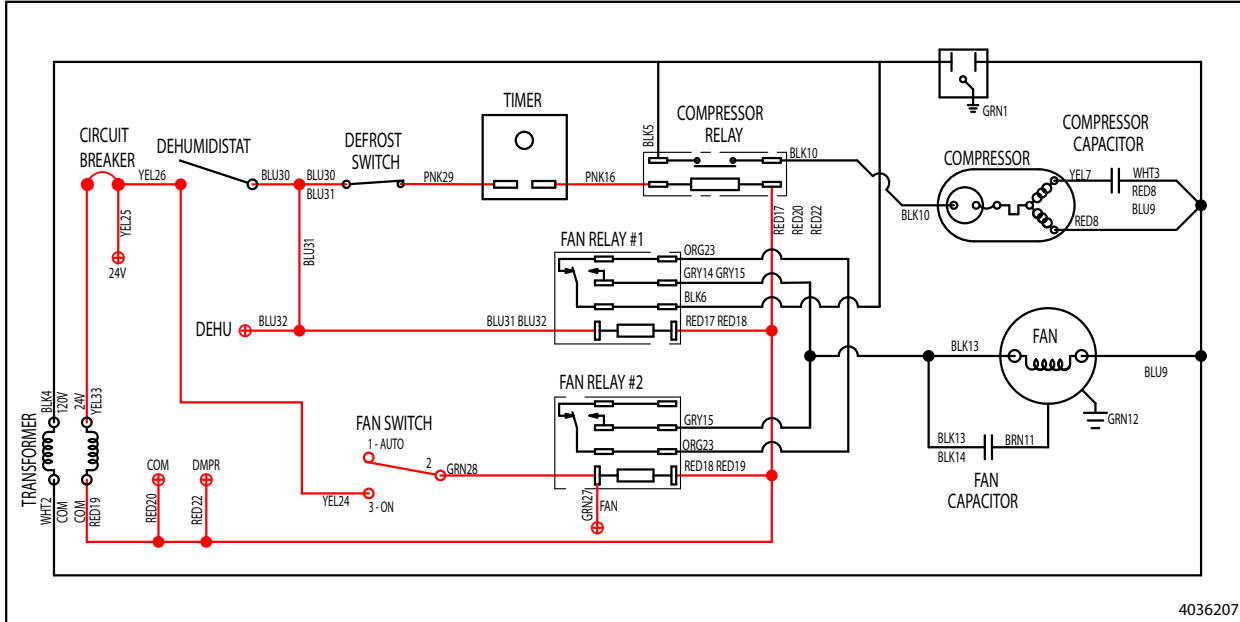 GRN1
TIMER
COMPRESSOR
RELAY
COMPRESSOR
CAPACITOR
CIRCUIT
BREAKER
DEHUMIDISTAT
DEFROST
SWITCH
COMPRESSOR
BLK5
BLK10
YEL26
BLU30
BLU30
BLU31
PNK29
PNK16
YEL7
WHT3
RED8
BLU9
BLK10
RED8
YEL25
24V
BLU31
RED17
RED20
RED22
FAN RELAY #1
ORG23
GRY14 GRY15
BLK6
DEHU
BLU32
BLU31 BLU32
RED17 RED18
FAN
BLK13
BLU9
FAN RELAY #2
GRY15
ORG23
RED18 RED19
TRANSFORMER
BLK4
120V
24V
YEL33
WHT2
COM
COM
RED19
FAN SWITCH
1 - AUTO
2
GRN28
YEL24
3 - ON
COM
DMPR
RED20
RED22
GRN27
FAN
BLK13
BLK14
BRN11
GRN12
FAN
CAPACITOR
4036207